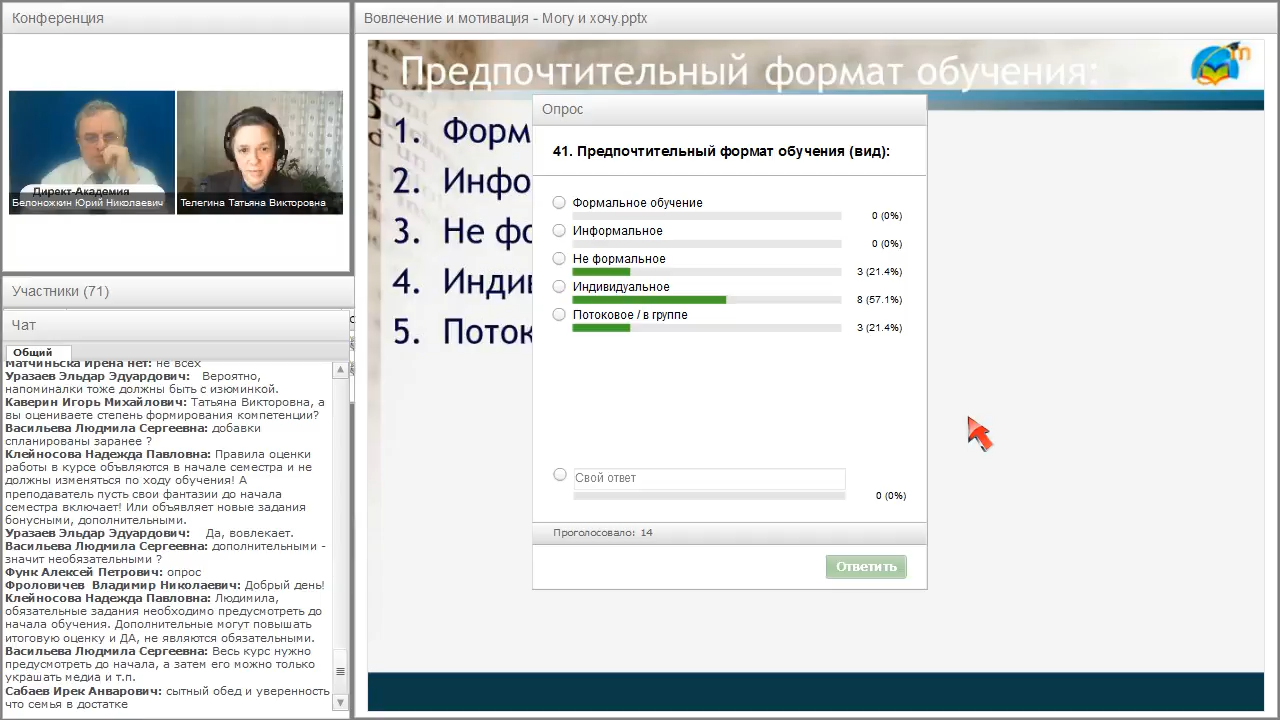 Конференция
Директ-Академия
Белоножкин Юрий Николаевич
Телегина Татьяна Викторовна
Участники (71)
Чат
Общий
Матчиньска Ирена нет: не всех
Уразаев Эльдар Эдуардович: Вероятно,
напоминалки тоже должны быть с изюминкой.
Каверин Игорь Михайлович: Татьяна Викторовна, а
вы оцениваете степень формирования компетенции?
Васильева Людмила Сергеевна: добавки
спланированы заранее ?
Клейносова Надежда Павловна: Правила оценки
работы в курсе объвляются в начале семестра и не
должны изменяться по ходу обучения! А
преподаватель пусть свои фантазии до начала
семестра включает! Или объявляет новые задания
бонусными, дополнительными.
Уразаев Эльдар Эдуардович: Да, вовлекает.
Васильева Людмила Сергеевна: дополнительными -
значит необязательными ?
Функ Алексей Петрович: опрос
Фроловичев Владимир Николаевич: Добрый день!
Клейносова Надежда Павловна: Людимила,
обязательные задания необходимо предусмотреть до
начала обучения. Дополнительные могут повышать
итоговую оценку и ДА, не являются обязательными.
Васильева Людмила Сергеевна: Весь курс нужно
предусмотреть до начала, а затем его можно только
украшать медиа и т.п.
Сабаев Ирек Анварович: сытный обед и уверенность
что семья в достатке
Вовлечение и мотивация - Могу и хочу.pptx
Предпочтительный формат обучения:
1. Форм
2. Инфо
3. Не фо
4. Индив
5. Поток
Опрос
41. Предпочтительный формат обучения (вид):
Формальное обучение
0 (0%)
Информальное
0 (0%)
Не формальное
3 (21.4%)
Индивидуальное
8 (57.1%)
Потоковое / в группе
3 (21.4%)
Свой ответ
0 (0%)
Проголосовало: 14
Ответить